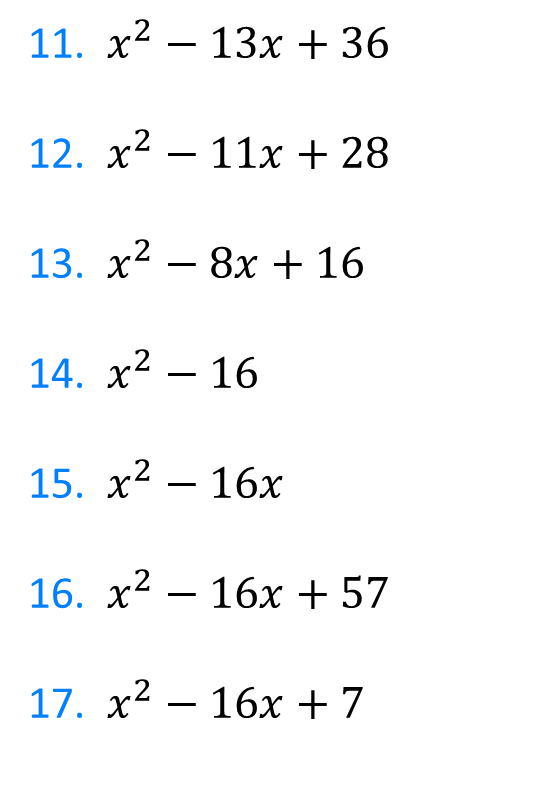 11. x² − 13x + 36
12. x² − 11x + 28
13. x² − 8x + 16
14. x² − 16
15. x² − 16x
16. x² − 16x + 57
17. x² − 16x + 7